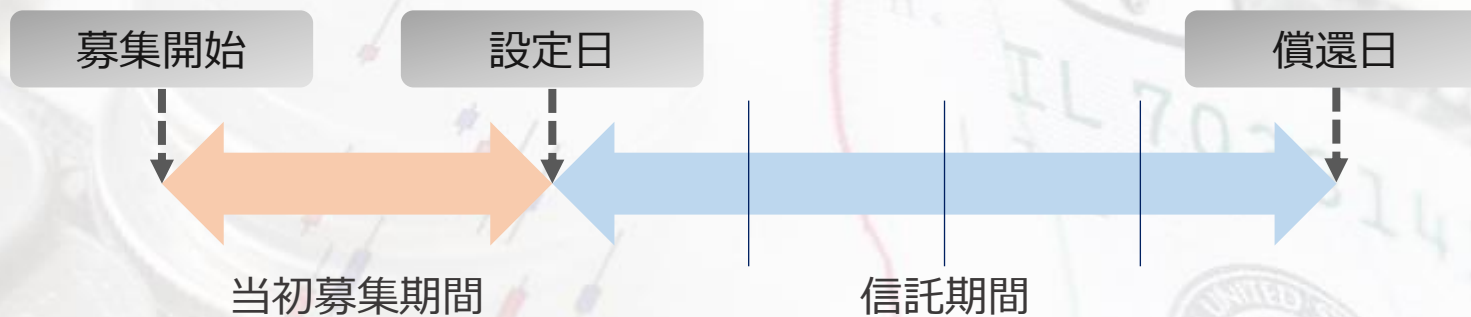 募集開始
設定日
償還日
当初募集期間
信託期間